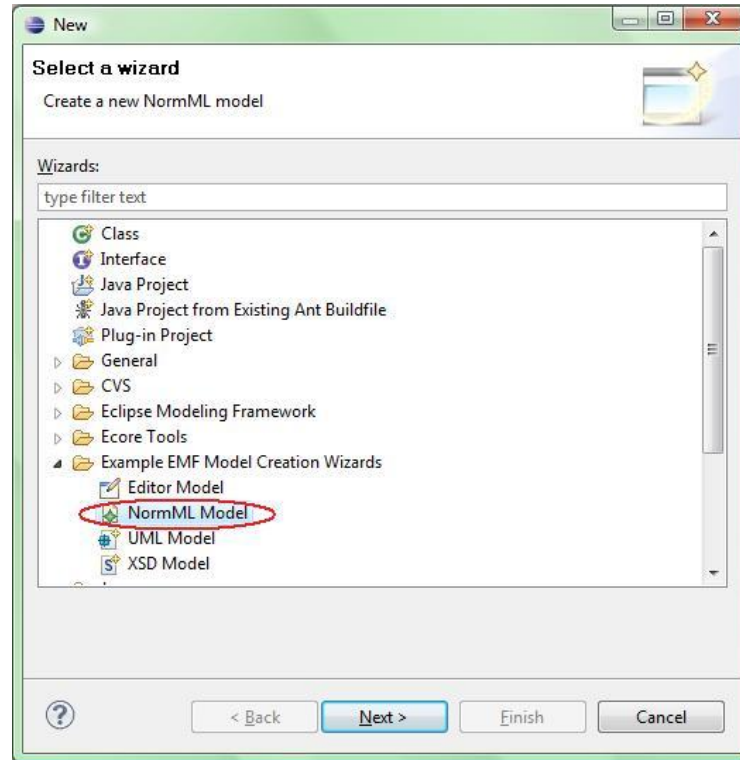 New
Select a wizard
Create a new NormML model
Wizards:
type filter text
Class
Interface
Java Project
Java Project from Existing Ant Buildfile
Plug-in Project
General
CVS
Eclipse Modeling Framework
Ecore Tools
Example EMF Model Creation Wizards
Editor Model
NormML Model
UML Model
XSD Model
< Back Next > Finish Cancel